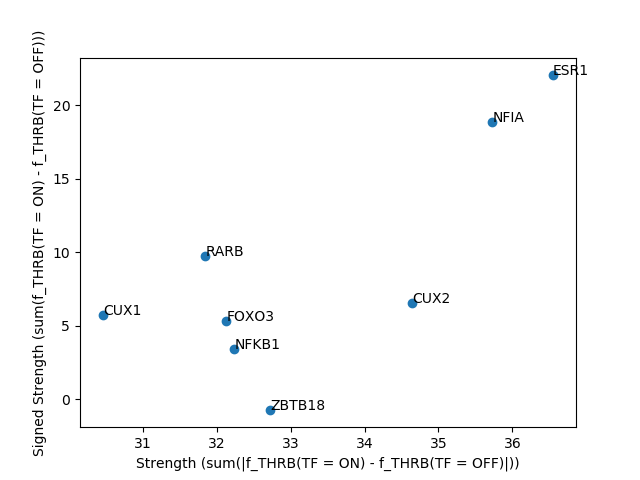 ESR1
NFIA
RARB
CUX2
CUX1
FOXO3
NFKB1
ZBTB18
20
15
10
5
0
31
32
33
34
35
36
Strength (sum(|f_THRB(TF = ON) - f_THRB(TF = OFF)|))
Signed Strength (sum(f_THRB(TF = ON) - f_THRB(TF = OFF)))